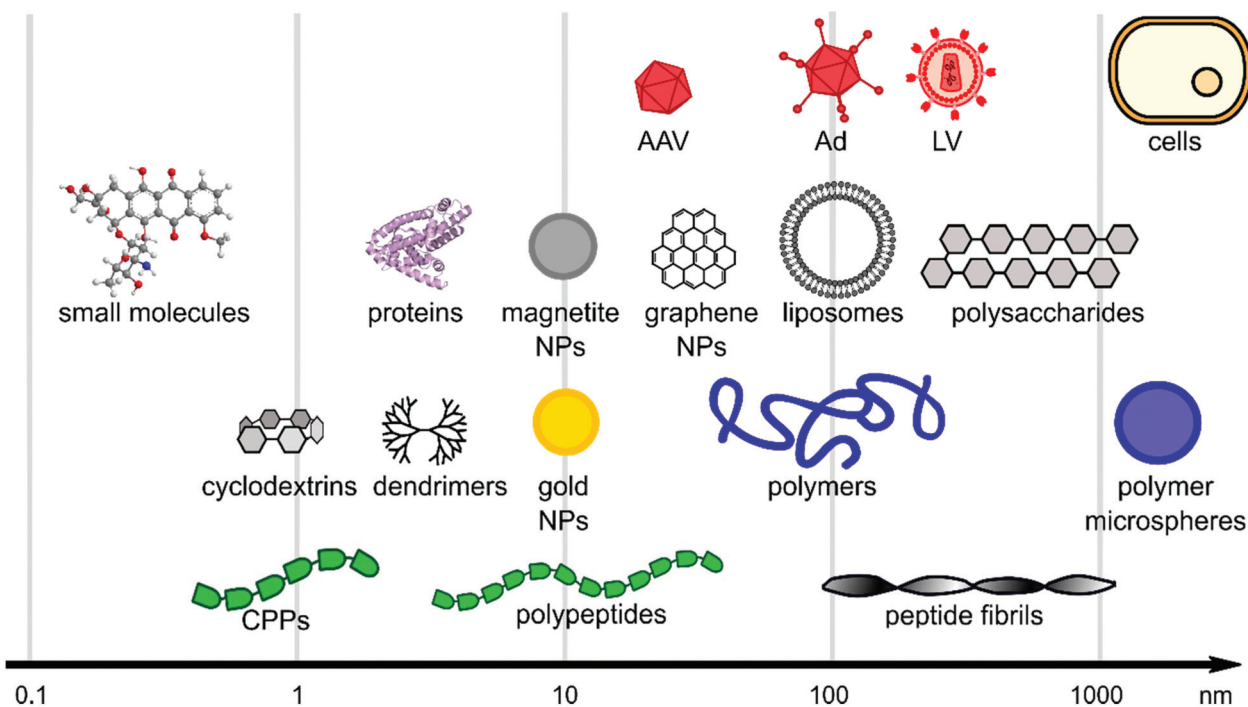 AAV
Ad
LV
cells
small molecules
proteins
magnetite
NPs
graphene
NPs
liposomes
polysaccharides
cyclodextrins
dendrimers
gold
NPs
polymers
polymer
microspheres
CPPs
polypeptides
peptide fibrils
0.1
1
10
100
1000
nm